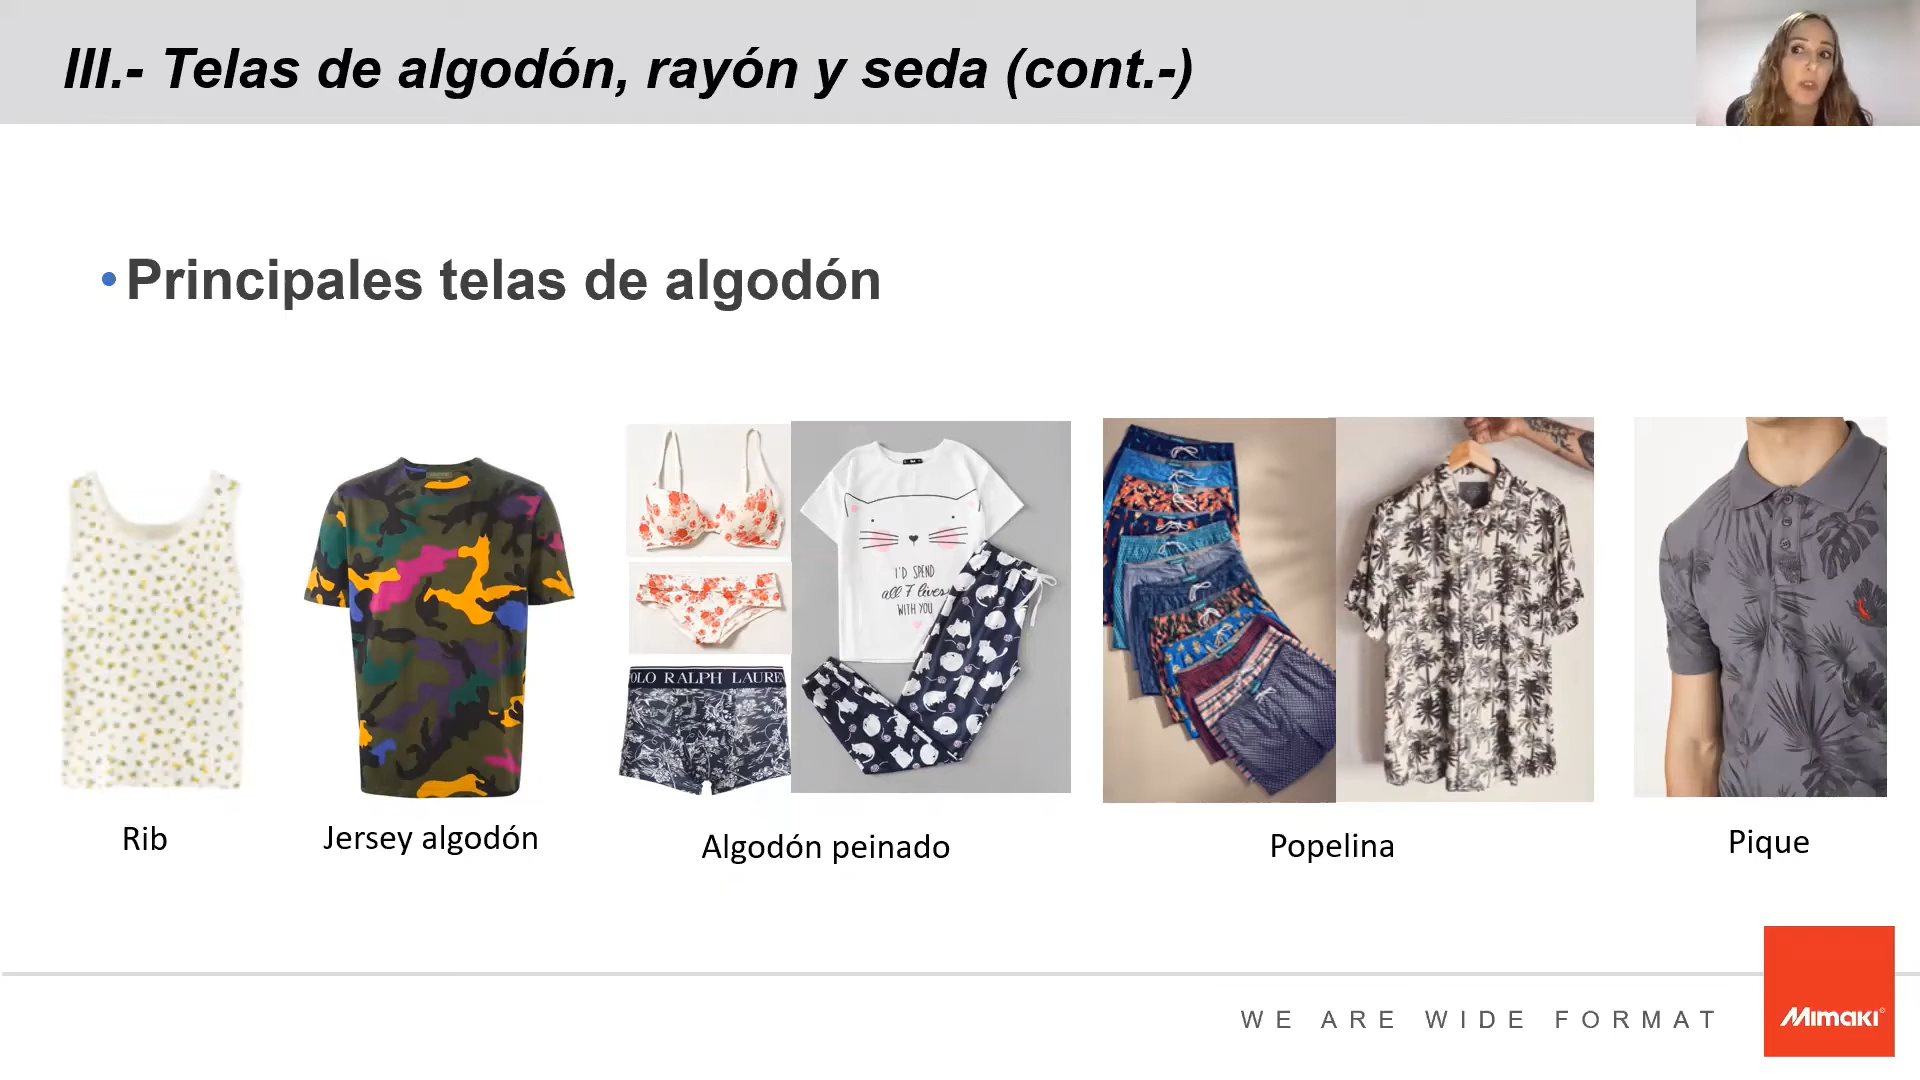 III.- Telas de algodón, rayón y seda (cont.-)
•Principales telas de algodón
I'D SPEND
all 7 lives
WITH YOU
OLO RALPH LAUREN
Rib
Jersey algodón
Algodón peinado
Popelina
Pique
WE ARE WIDE FORMAT
Mimaki